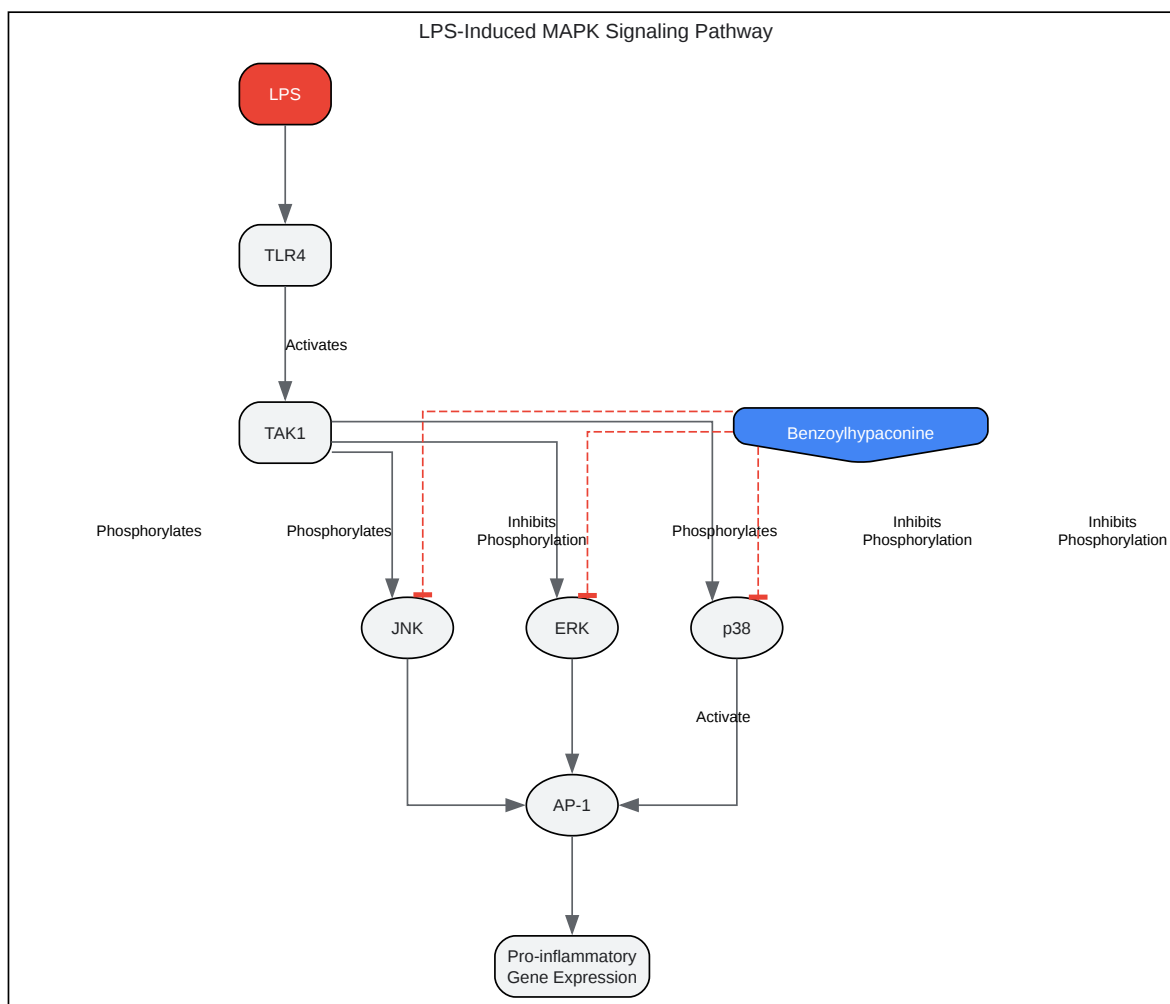 LPS-Induced MAPK Signaling Pathway
LPS
TLR4
Activates
TAK1
Benzoylhypaconine
Phosphorylates
Phosphorylates
Inhibits
Phosphorylation
Phosphorylates
Inhibits
Phosphorylation
Inhibits
Phosphorylation
JNK
ERK
p38
Activate
AP-1
Pro-inflammatory
Gene Expression